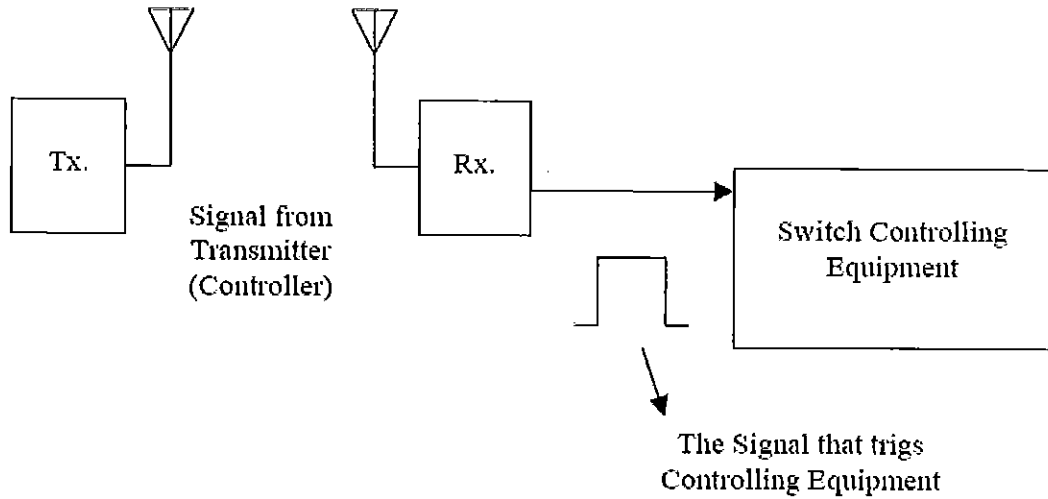 Tx.
Rx.
Signal from
Transmitter
(Controller)
Switch Controlling
Equipment
The Signal that trigs
Controlling Equipment